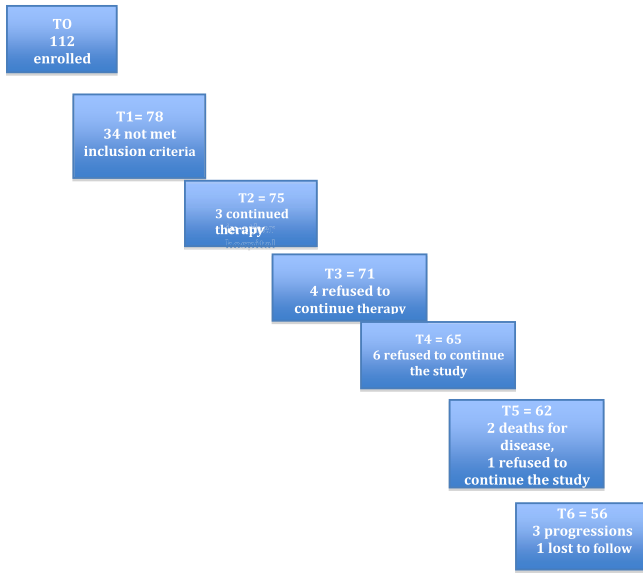 TO
112
enrolled
T1= 78
34 not met
inclusion criteria
T2 = 75
3 continued
therapy
T3 = 71
4 refused to
continue therapy
T4 = 65
6 refused to continue
the study
T5 = 62
2 deaths for
disease,
1 refused to
continue the study
T6 = 56
3 progressions
1 lost to follow